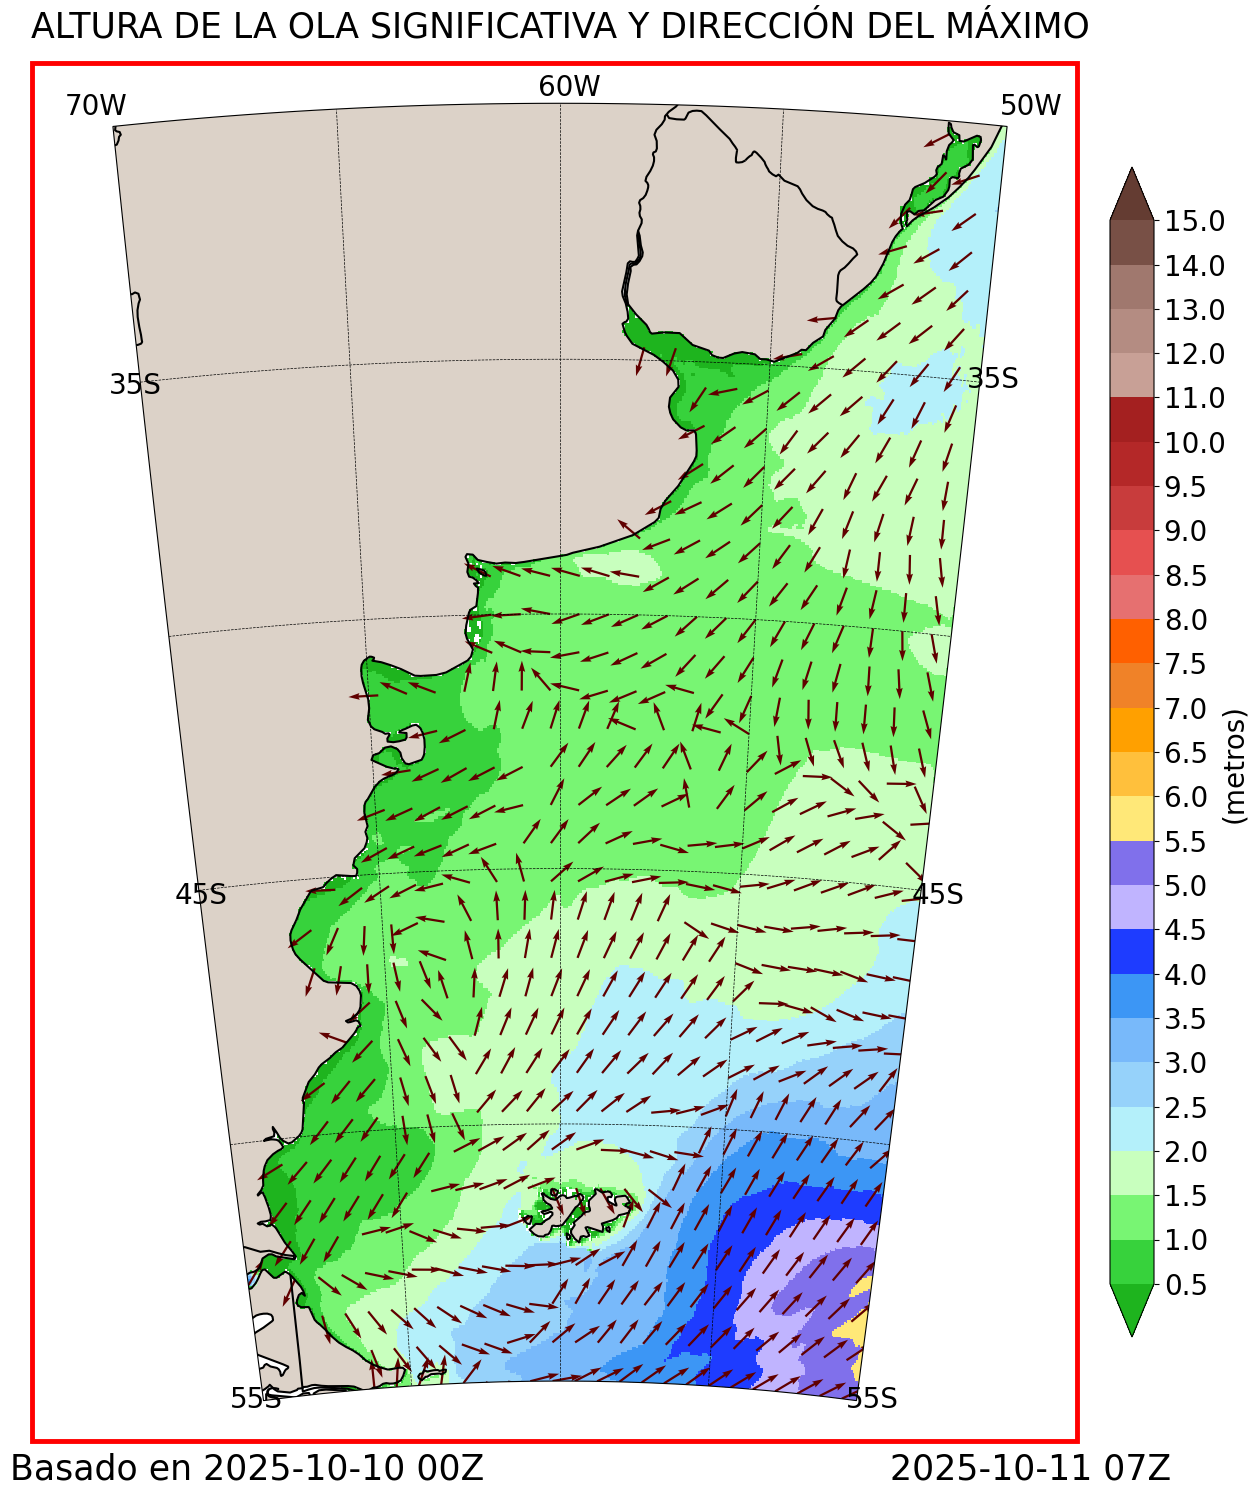 ALTURA DE LA OLA SIGNIFICATIVA Y DIRECCIÓN DEL MÁXIMO
70W
60W
50W
35S
35S
45S
45S
55S
55S
15.0
14.0
13.0
12.0
11.0
10.0
9.5
9.0
8.5
8.0
7.5
7.0
6.5
6.0
5.5
5.0
4.5
4.0
3.5
3.0
2.5
2.0
1.5
1.0
0.5
(metros)
Basado en 2025-10-10 00Z
2025-10-11 07Z